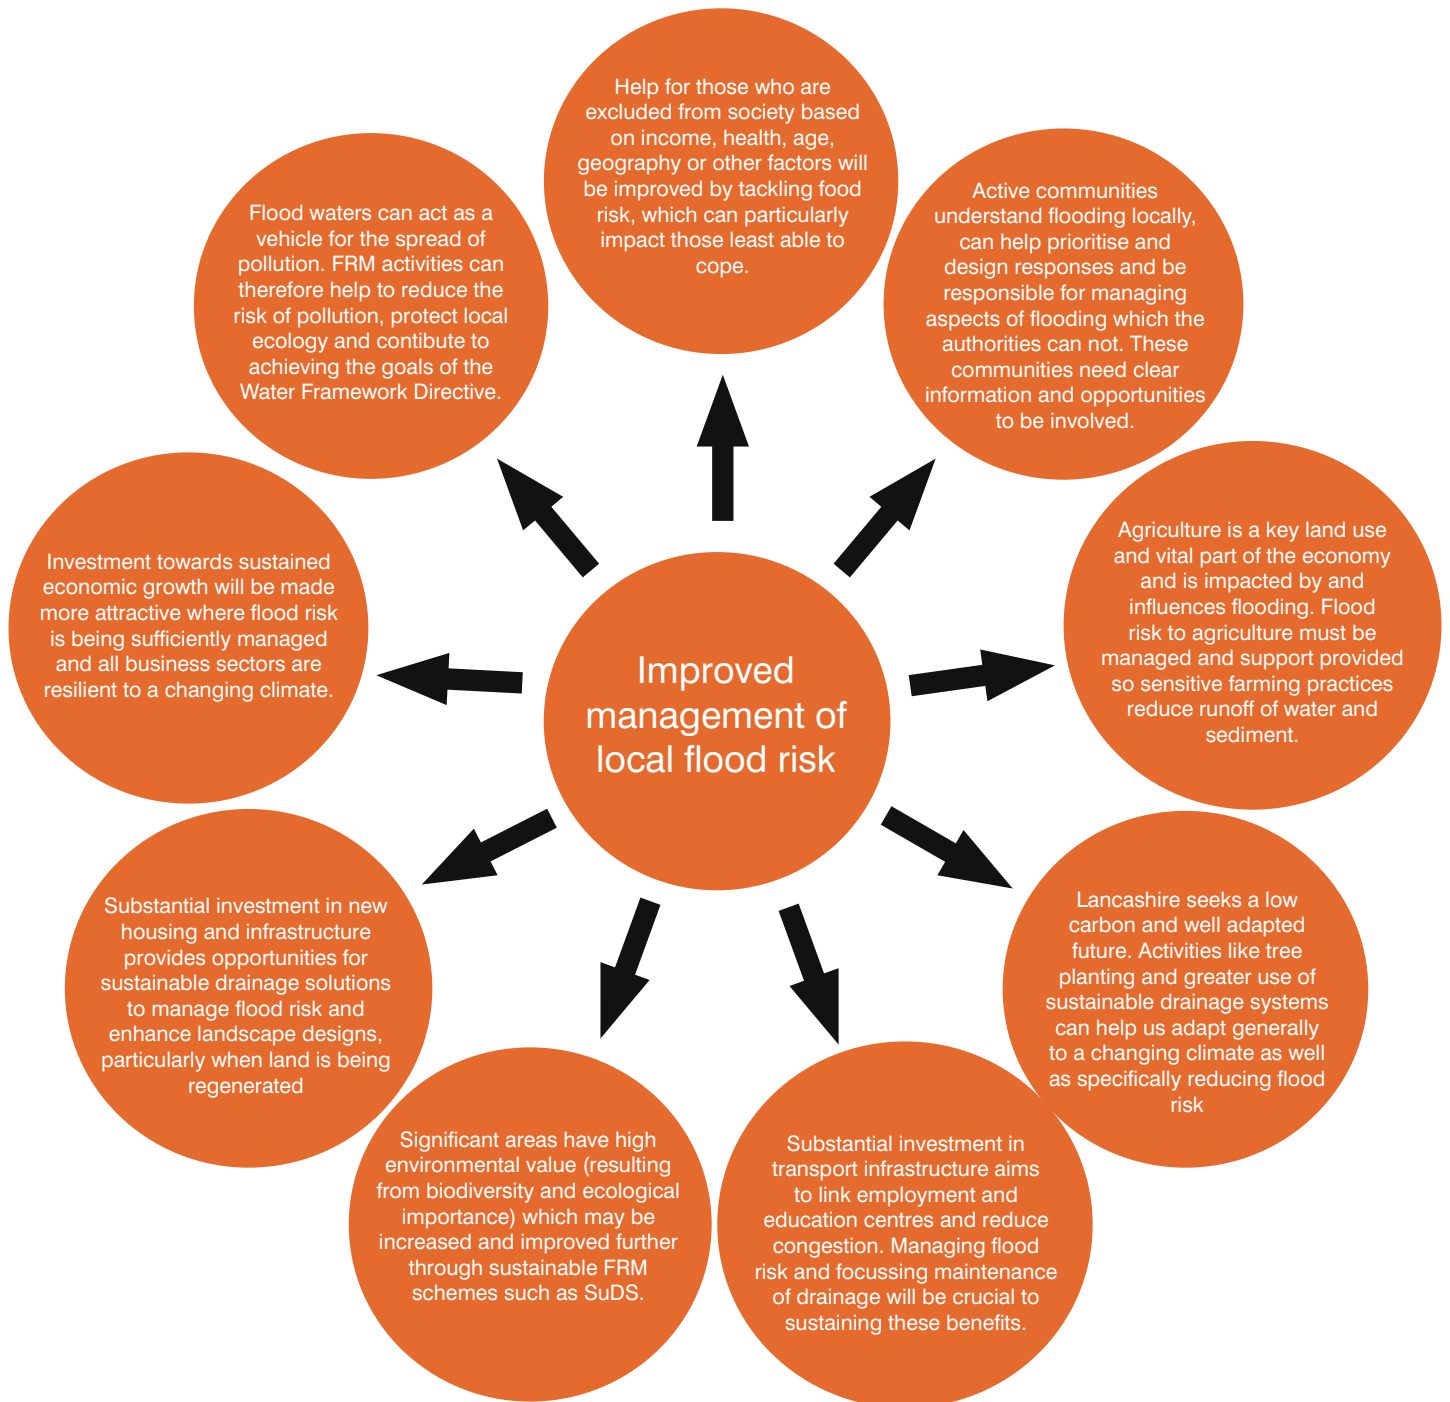 Help for those who are
excluded from society based
on income, health, age,
geography or other factors will
be improved by tackling food
risk, which can particularly
impact those least able to
cope.
Active communities
understand flooding locally,
can help prioritise and
design responses and be
responsible for managing
aspects of flooding which the
authorities can not. These
communities need clear
information and opportunities
to be involved.
Agriculture is a key land use
and vital part of the economy
and is impacted by and
influences flooding. Flood
risk to agriculture must be
managed and support provided
so sensitive farming practices
reduce runoff of water and
sediment.
Lancashire seeks a low
carbon and well adapted
future. Activities like tree
planting and greater use of
sustainable drainage systems
can help us adapt generally
to a changing climate as well
as specifically reducing flood
risk
Substantial investment in
transport infrastructure aims
to link employment and
education centres and reduce
congestion. Managing flood
risk and focussing maintenance
of drainage will be crucial to
sustaining these benefits.
Significant areas have high
environmental value (resulting
from biodiversity and ecological
importance) which may be
increased and improved further
through sustainable FRM
schemes such as SuDS.
Substantial investment in new
housing and infrastructure
provides opportunities for
sustainable drainage solutions
to manage flood risk and
enhance landscape designs,
particularly when land is being
regenerated
Investment towards sustained
economic growth will be made
more attractive where flood risk
is being sufficiently managed
and all business sectors are
resilient to a changing climate.
Flood waters can act as a
vehicle for the spread of
pollution. FRM activities can
therefore help to reduce the
risk of pollution, protect local
ecology and contibute to
achieving the goals of the
Water Framework Directive.
Improved
management of
local flood risk